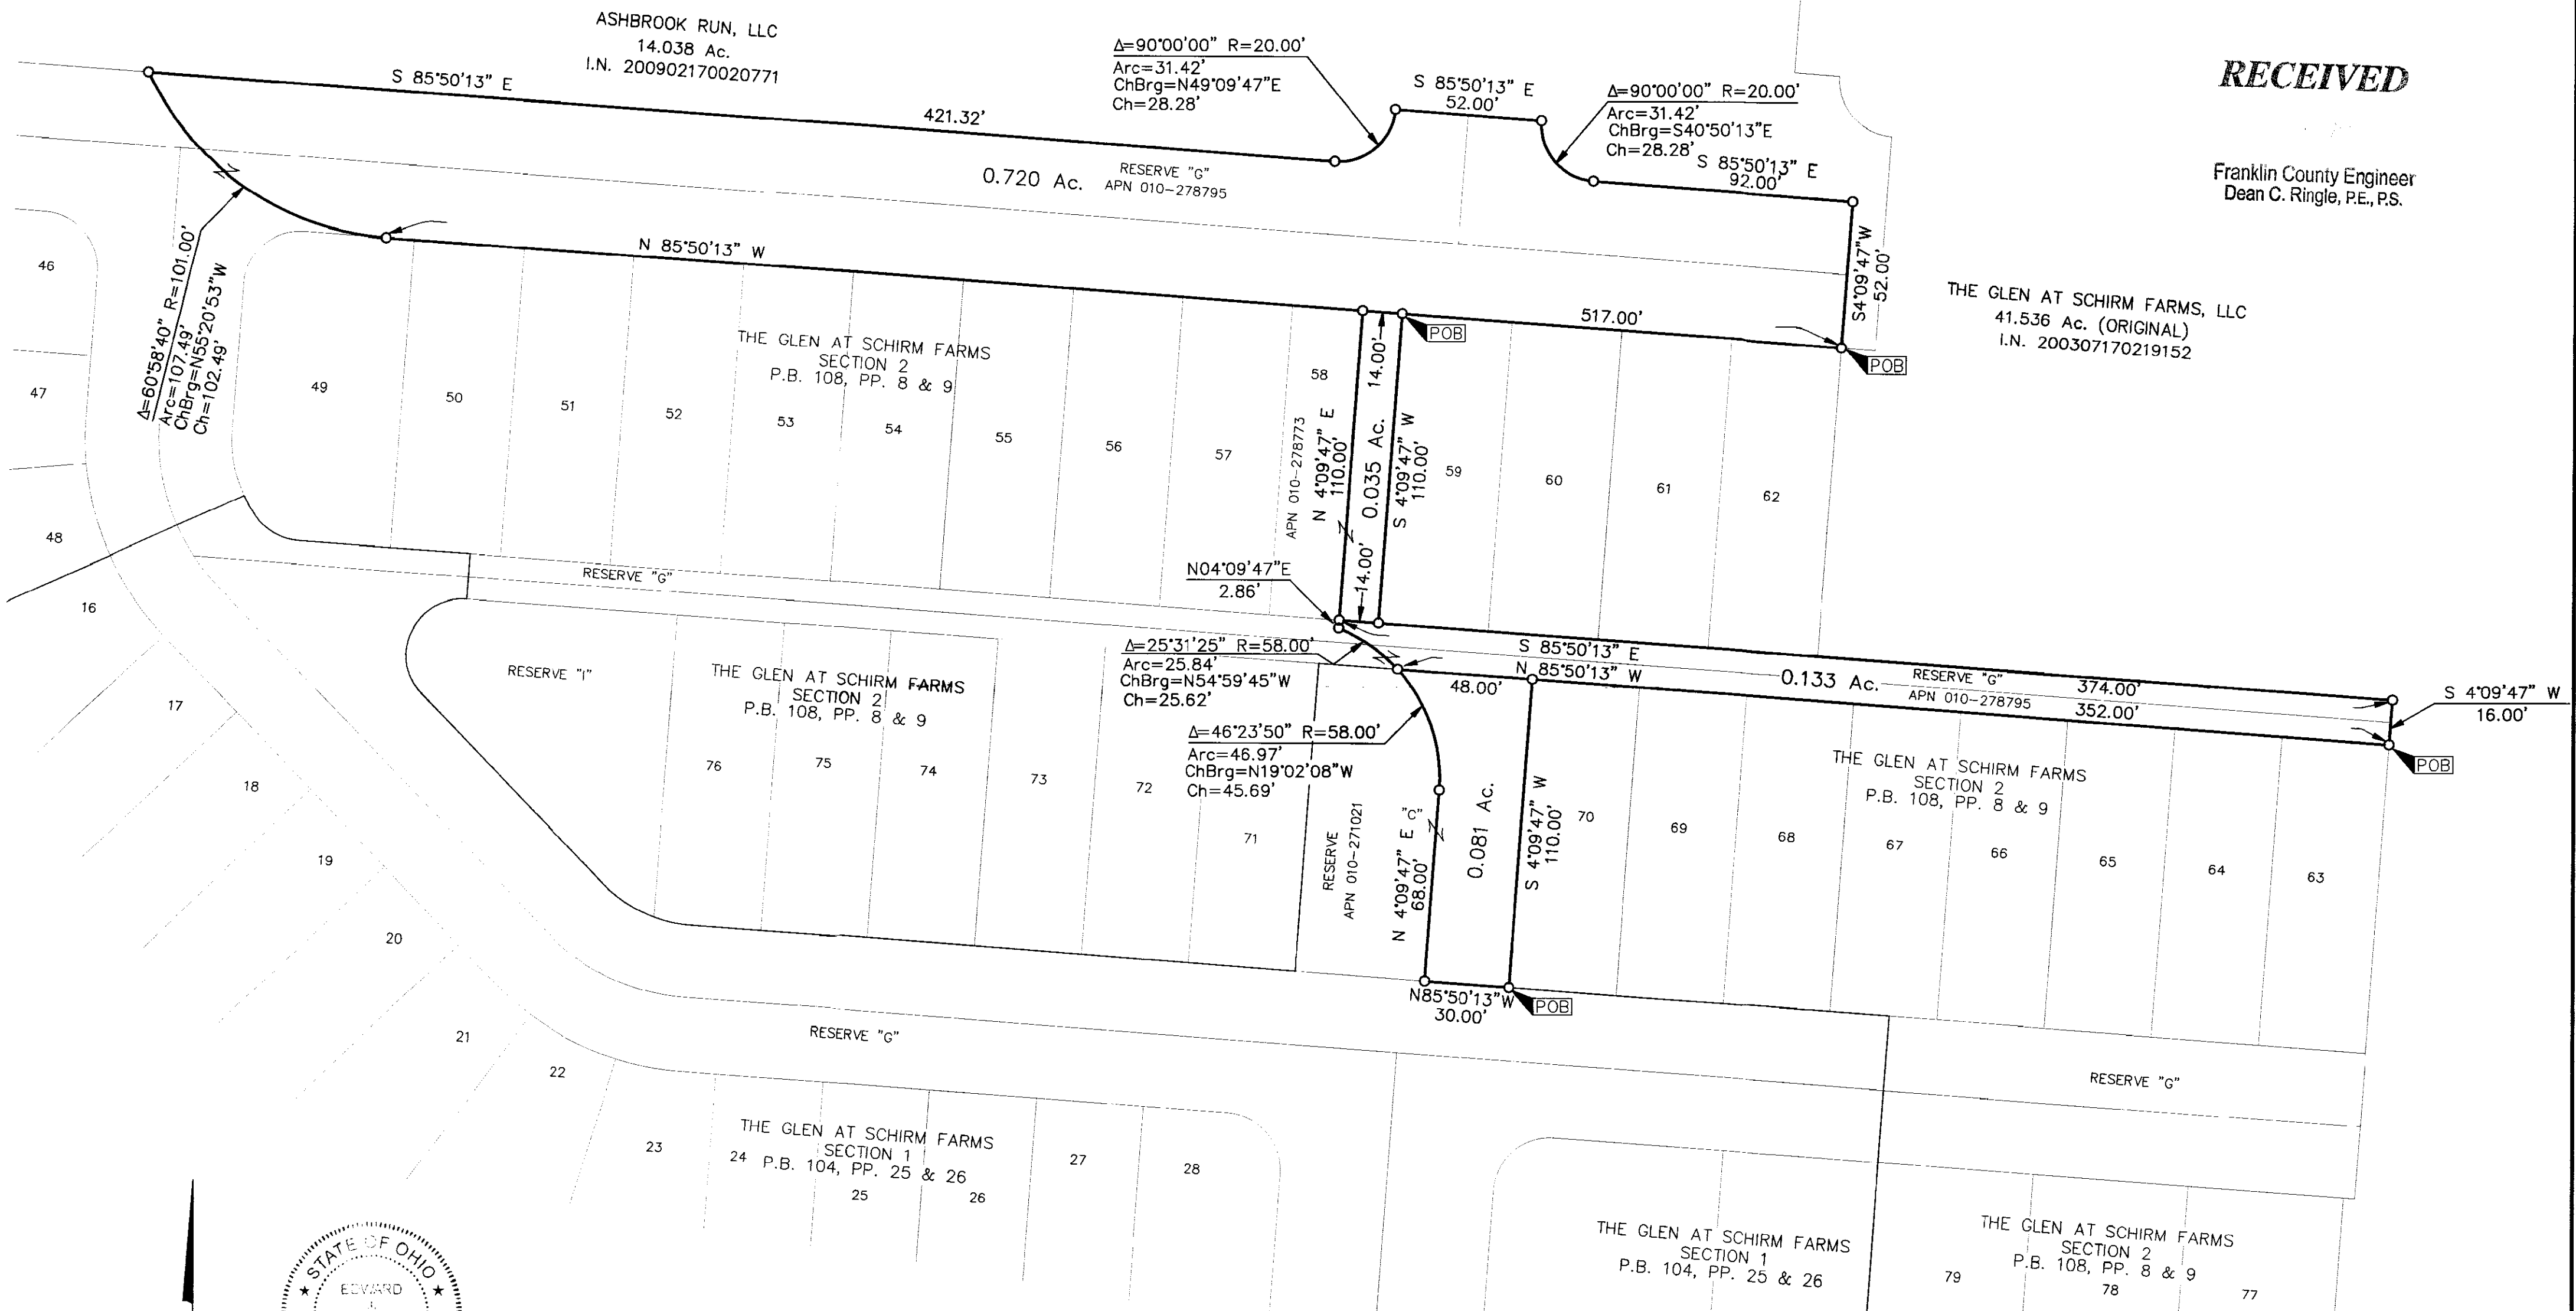 ASHBROOK RUN, LLC
14.038 Ac.
I.N. 200902170020771
RECEIVED
Franklin County Engineer
Dean C. Ringle, P.E., P.S.
S 85°50'13" E
421.32'
Δ=90°00'00" R=20.00'
Arc=31.42'
ChBrg=N49°09'47"E
Ch=28.28'
S 85°50'13" E
52.00'
Δ=90°00'00" R=20.00'
Arc=31.42'
ChBrg=S40°50'13"E
Ch=28.28'
S 85°50'13" E
92.00'
0.720 Ac.
RESERVE "G"
APN 010-278795
S4°09'47"W
52.00'
THE GLEN AT SCHIRM FARMS, LLC
41.536 Ac. (ORIGINAL)
I.N. 200307170219152
Δ=60°58'40" R=101.00'
Arc=107.49'
ChBrg=N55°20'53"W
Ch=102.49'
N 85°50'13" W
517.00'
POB
POB
46
47
48
49
50
51
52
53
54
55
56
57
58
59
60
61
62
THE GLEN AT SCHIRM FARMS
SECTION 2
P.B. 108, PP. 8 & 9
APN 010-278773
N 4°09'47" E
110.00'
14.00'
0.035 Ac.
14.00'
S 4°09'47" W
110.00'
RESERVE "G"
N04°09'47"E
2.86'
S 85°50'13" E
374.00'
Δ=25°31'25" R=58.00'
Arc=25.84'
ChBrg=N54°59'45"W
Ch=25.62'
N 85°50'13" W
48.00'
0.133 Ac.
RESERVE "G"
APN 010-278795
352.00'
S 4°09'47" W
16.00'
POB
Δ=46°23'50" R=58.00'
Arc=46.97'
ChBrg=N19°02'08"W
Ch=45.69'
RESERVE "I"
THE GLEN AT SCHIRM FARMS
SECTION 2
P.B. 108, PP. 8 & 9
76
75
74
73
72
71
RESERVE
"C"
APN 010-271021
N 4°09'47" E
68.00'
0.081 Ac.
S 4°09'47" W
110.00'
70
69
68
67
66
65
64
63
THE GLEN AT SCHIRM FARMS
SECTION 2
P.B. 108, PP. 8 & 9
N85°50'13"W
30.00'
POB
16
17
18
19
20
21
22
23
24
25
26
27
28
RESERVE "G"
RESERVE "G"
THE GLEN AT SCHIRM FARMS
SECTION 1
P.B. 104, PP. 25 & 26
THE GLEN AT SCHIRM FARMS
SECTION 1
P.B. 104, PP. 25 & 26
THE GLEN AT SCHIRM FARMS
SECTION 2
P.B. 108, PP. 8 & 9
79
78
77
STATE OF OHIO
EDWARD
J.